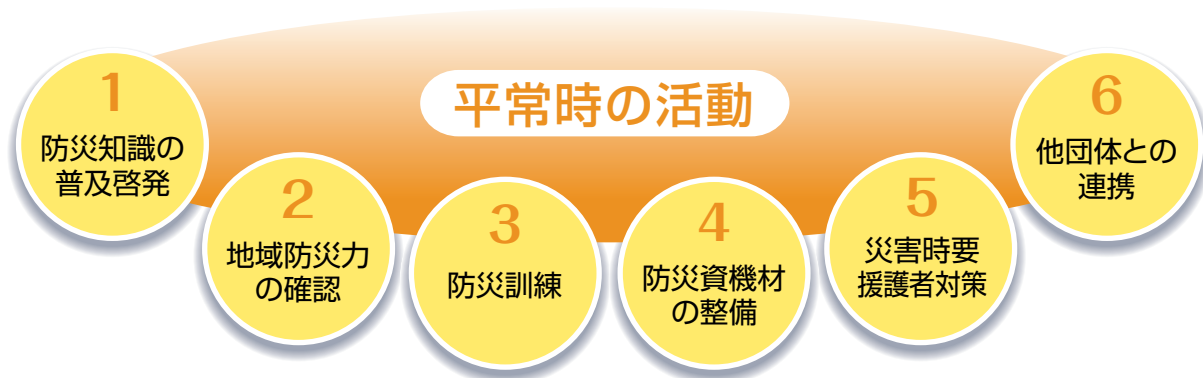 平常時の活動
1
防災知識の
普及啓発
2
地域防災力
の確認
3
防災訓練
4
防災資機材
の整備
5
災害時要
援護者対策
6
他団体との
連携